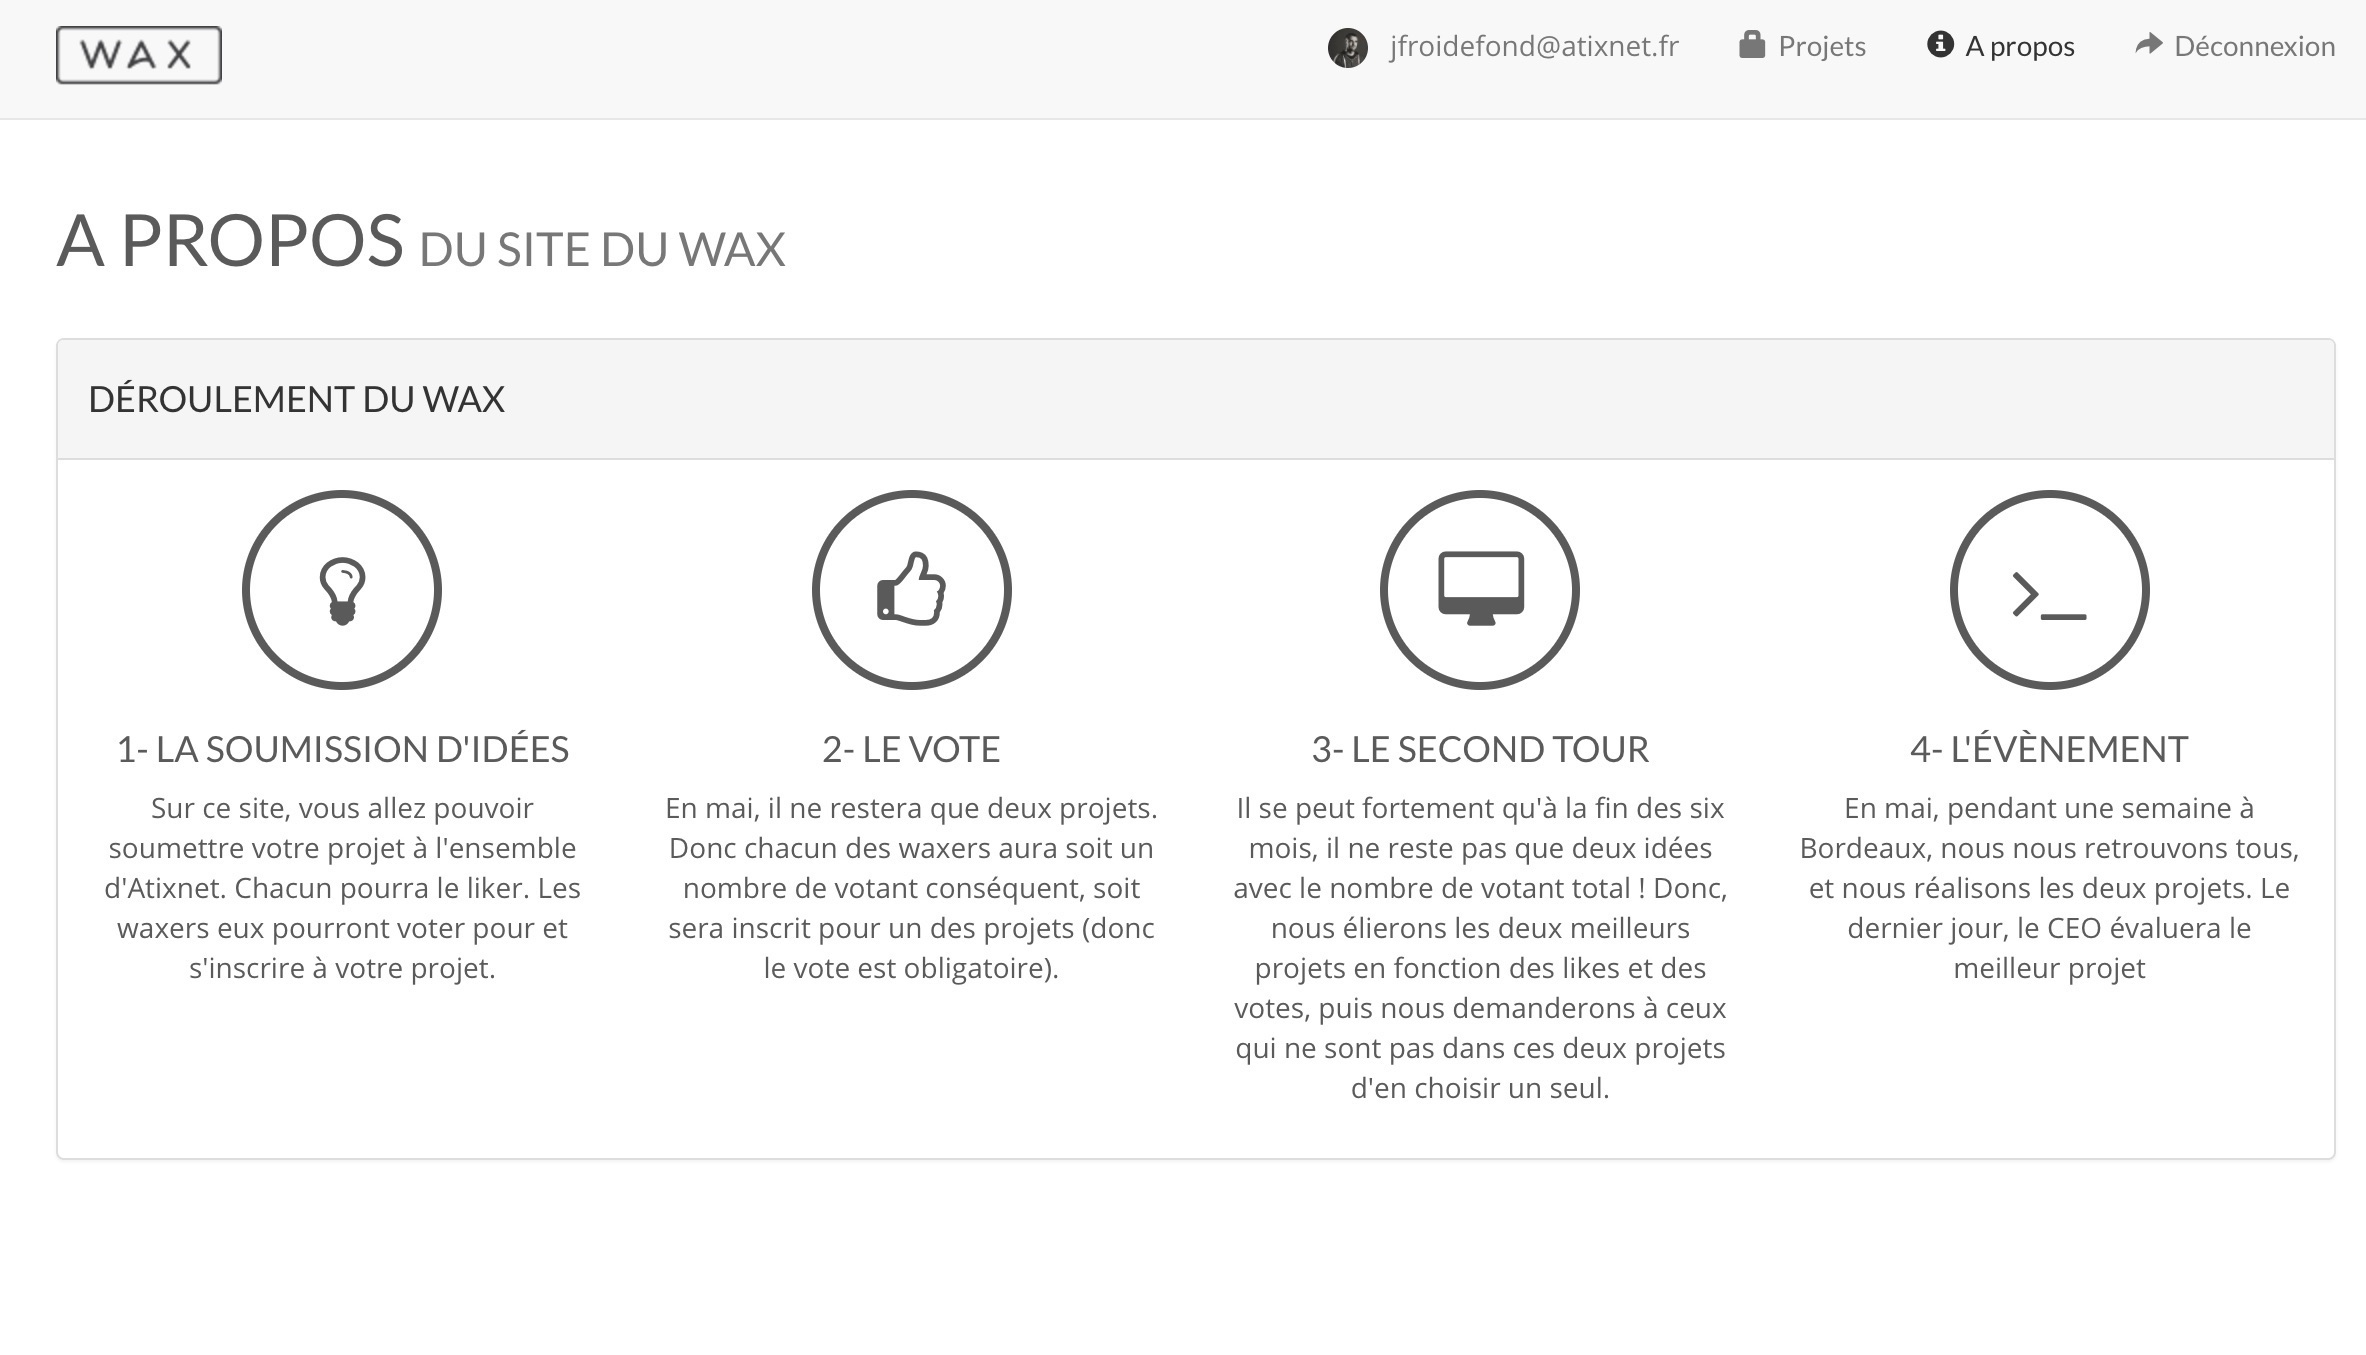 WAX
jfroidefond@atixnet.fr
Projets
A propos
Déconnexion
A PROPOS DU SITE DU WAX
DÉROULEMENT DU WAX
1- LA SOUMISSION D'IDÉES
Sur ce site, vous allez pouvoir
soumettre votre projet à l'ensemble
d'Atixnet. Chacun pourra le liker. Les
waxers eux pourront voter pour et
s'inscrire à votre projet.
2- LE VOTE
En mai, il ne restera que deux projets.
Donc chacun des waxers aura soit un
nombre de votant conséquent, soit
sera inscrit pour un des projets (donc
le vote est obligatoire).
3- LE SECOND TOUR
Il se peut fortement qu'à la fin des six
mois, il ne reste pas que deux idées
avec le nombre de votant total ! Donc,
nous élierons les deux meilleurs
projets en fonction des likes et des
votes, puis nous demanderons à ceux
qui ne sont pas dans ces deux projets
d'en choisir un seul.
4- L'ÉVÈNEMENT
En mai, pendant une semaine à
Bordeaux, nous nous retrouvons tous,
et nous réalisons les deux projets. Le
dernier jour, le CEO évaluera le
meilleur projet